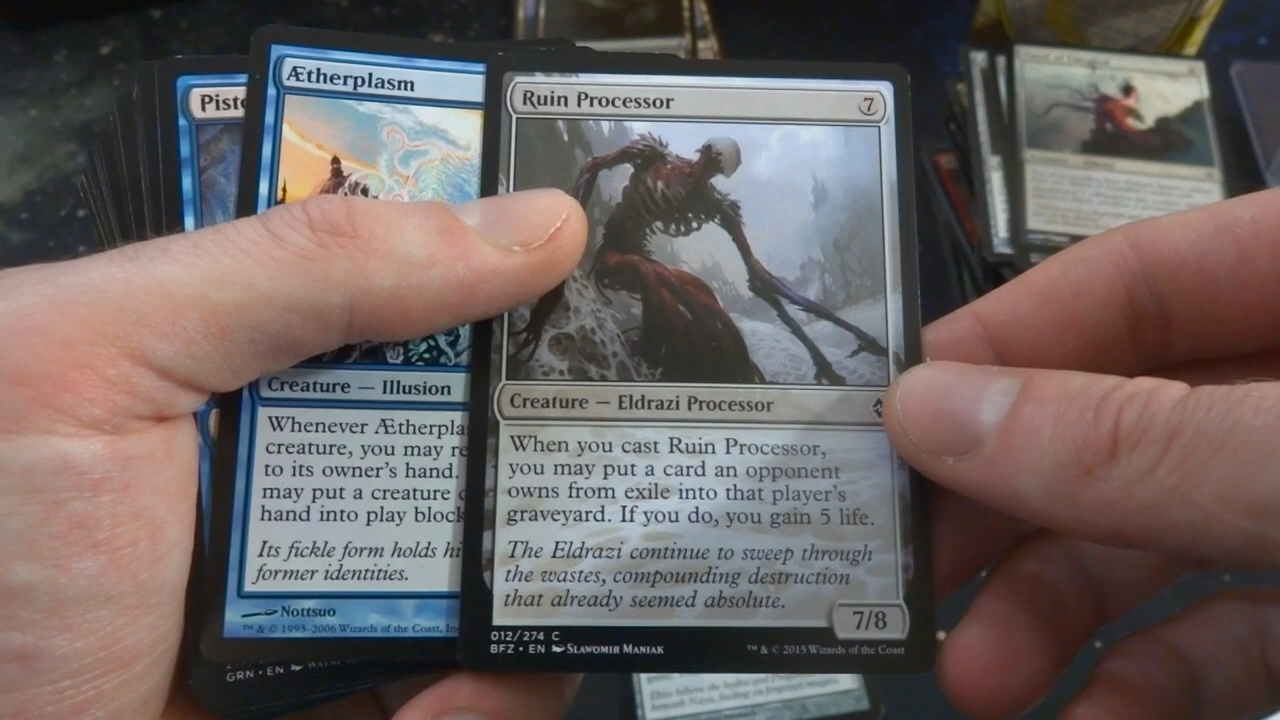 Pisto
Ætherplasm
Creature — Illusion
Whenever Ætherpla
creature, you may re
to its owner's hand.
may put a creature
hand into play block
Its fickle form holds hi
former identities.
Nottsuo
™ & © 1993–2006 Wizards of the Coast, In
GRN • EN
Ruin Processor
7
Creature — Eldrazi Processor
When you cast Ruin Processor,
you may put a card an opponent
owns from exile into that player's
graveyard. If you do, you gain 5 life.
The Eldrazi continue to sweep through
the wastes, compounding destruction
that already seemed absolute.
7/8
012/274 C
BFZ • EN Slawomir Maniak
™ & © 2015 Wizards of the Coast